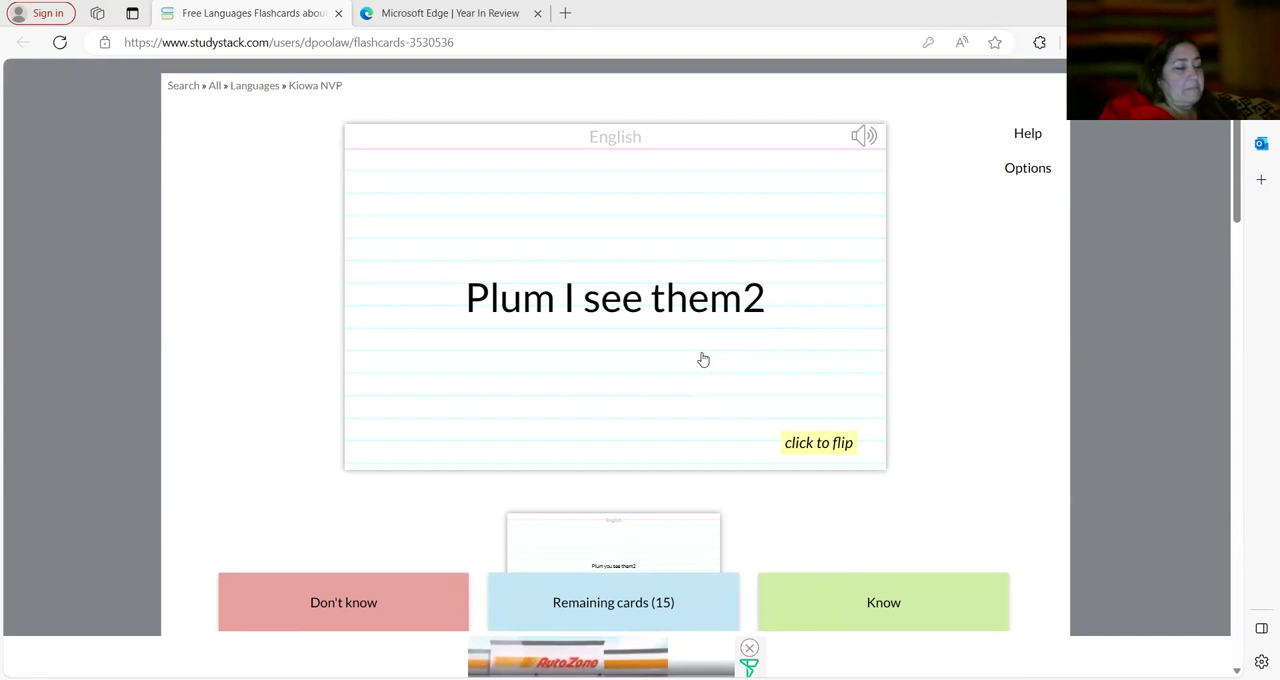 Sign in
Free Languages Flashcards abou
Microsoft Edge | Year In Review
https://www.studystack.com/users/dpoolaw/flashcards-3530536
Search » All » Languages » Kiowa NVP
English
Help
Options
Plum I see them2
click to flip
English
Plum you see them2
Don't know
Remaining cards (15)
Know
AutoZone